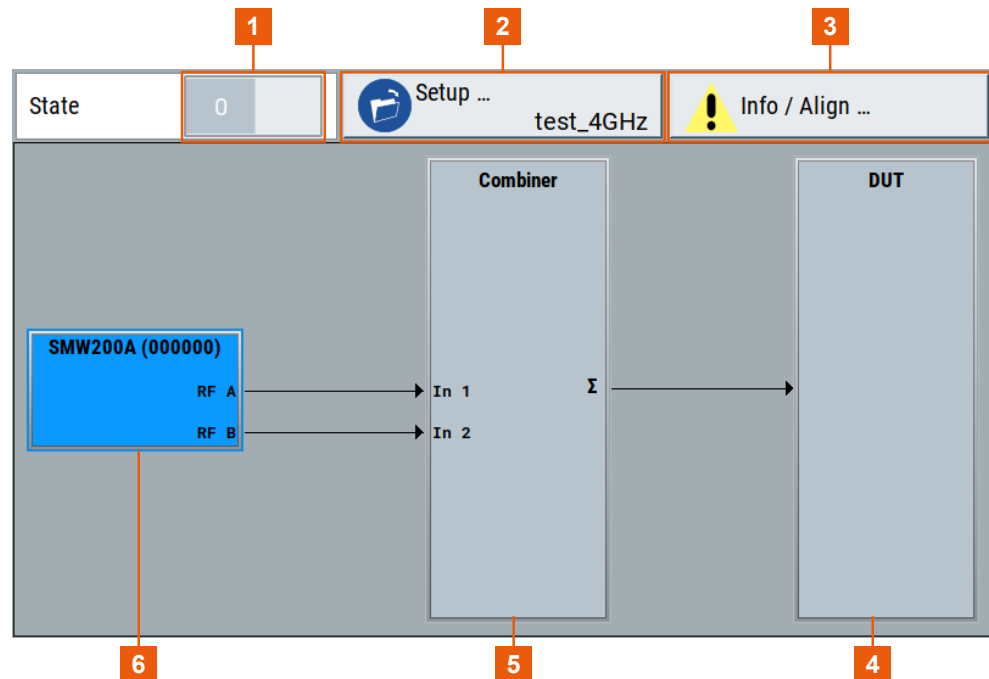 1 2 3
State 0 Setup ... Info / Align ...
test_4GHz
Combiner DUT
SMW200A (000000)
RF A In 1 Σ
RF B In 2
6 5 4